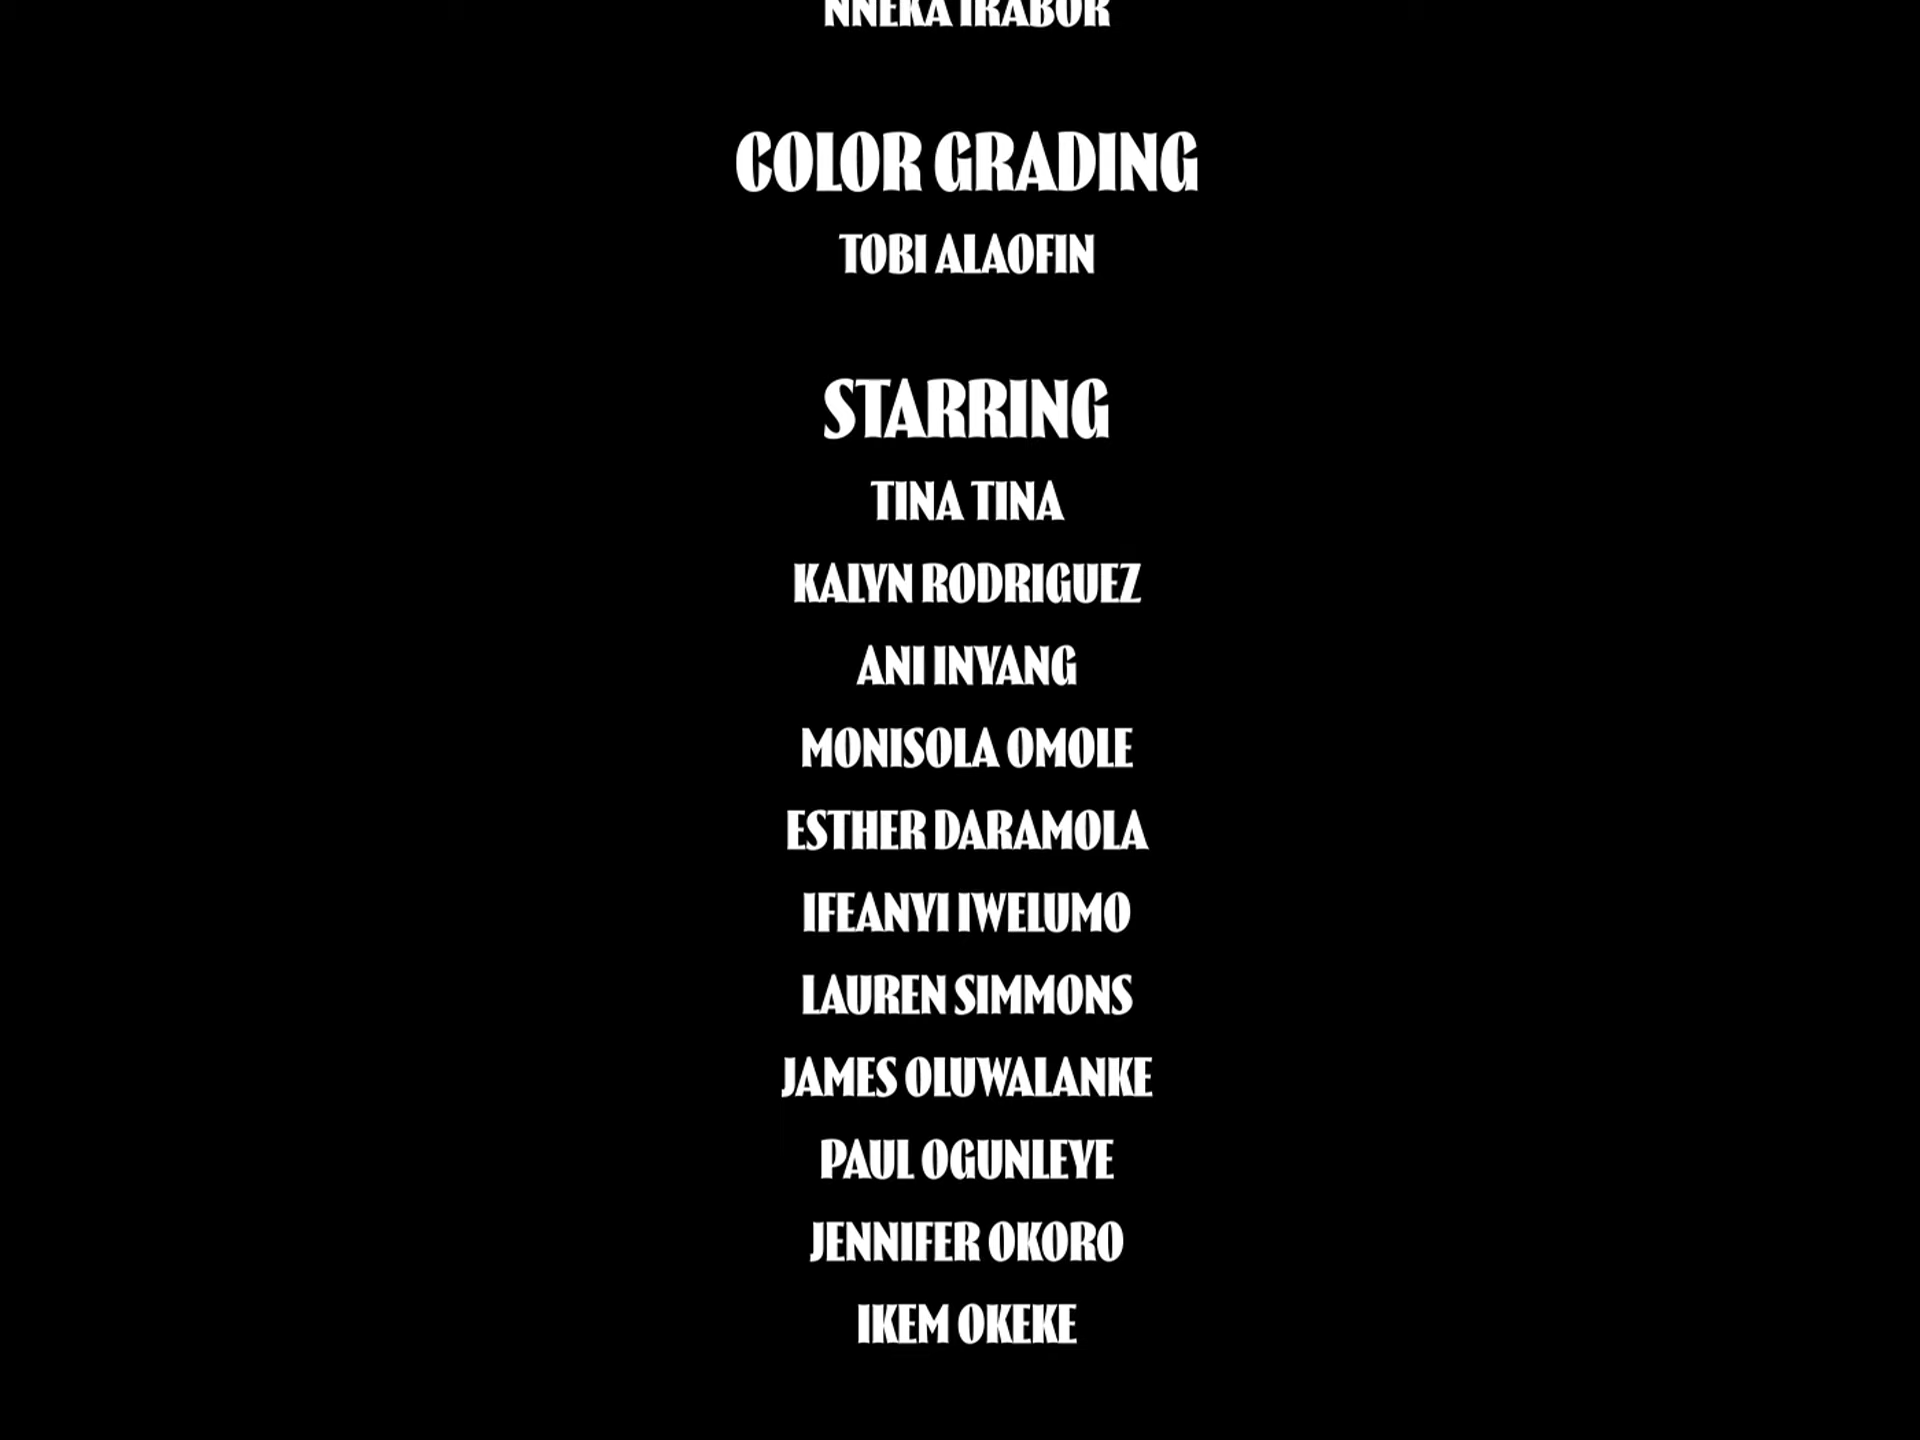 NNEKA IRABOR
COLOR GRADING
TOBI ALAOFIN
STARRING
TINA TINA
KALYN RODRIGUEZ
ANI INYANG
MONISOLA OMOLE
ESTHER DARAMOLA
IFEANYI IWELUMO
LAUREN SIMMONS
JAMES OLUWALANKE
PAUL OGUNLEYE
JENNIFER OKORO
IKEM OKEKE